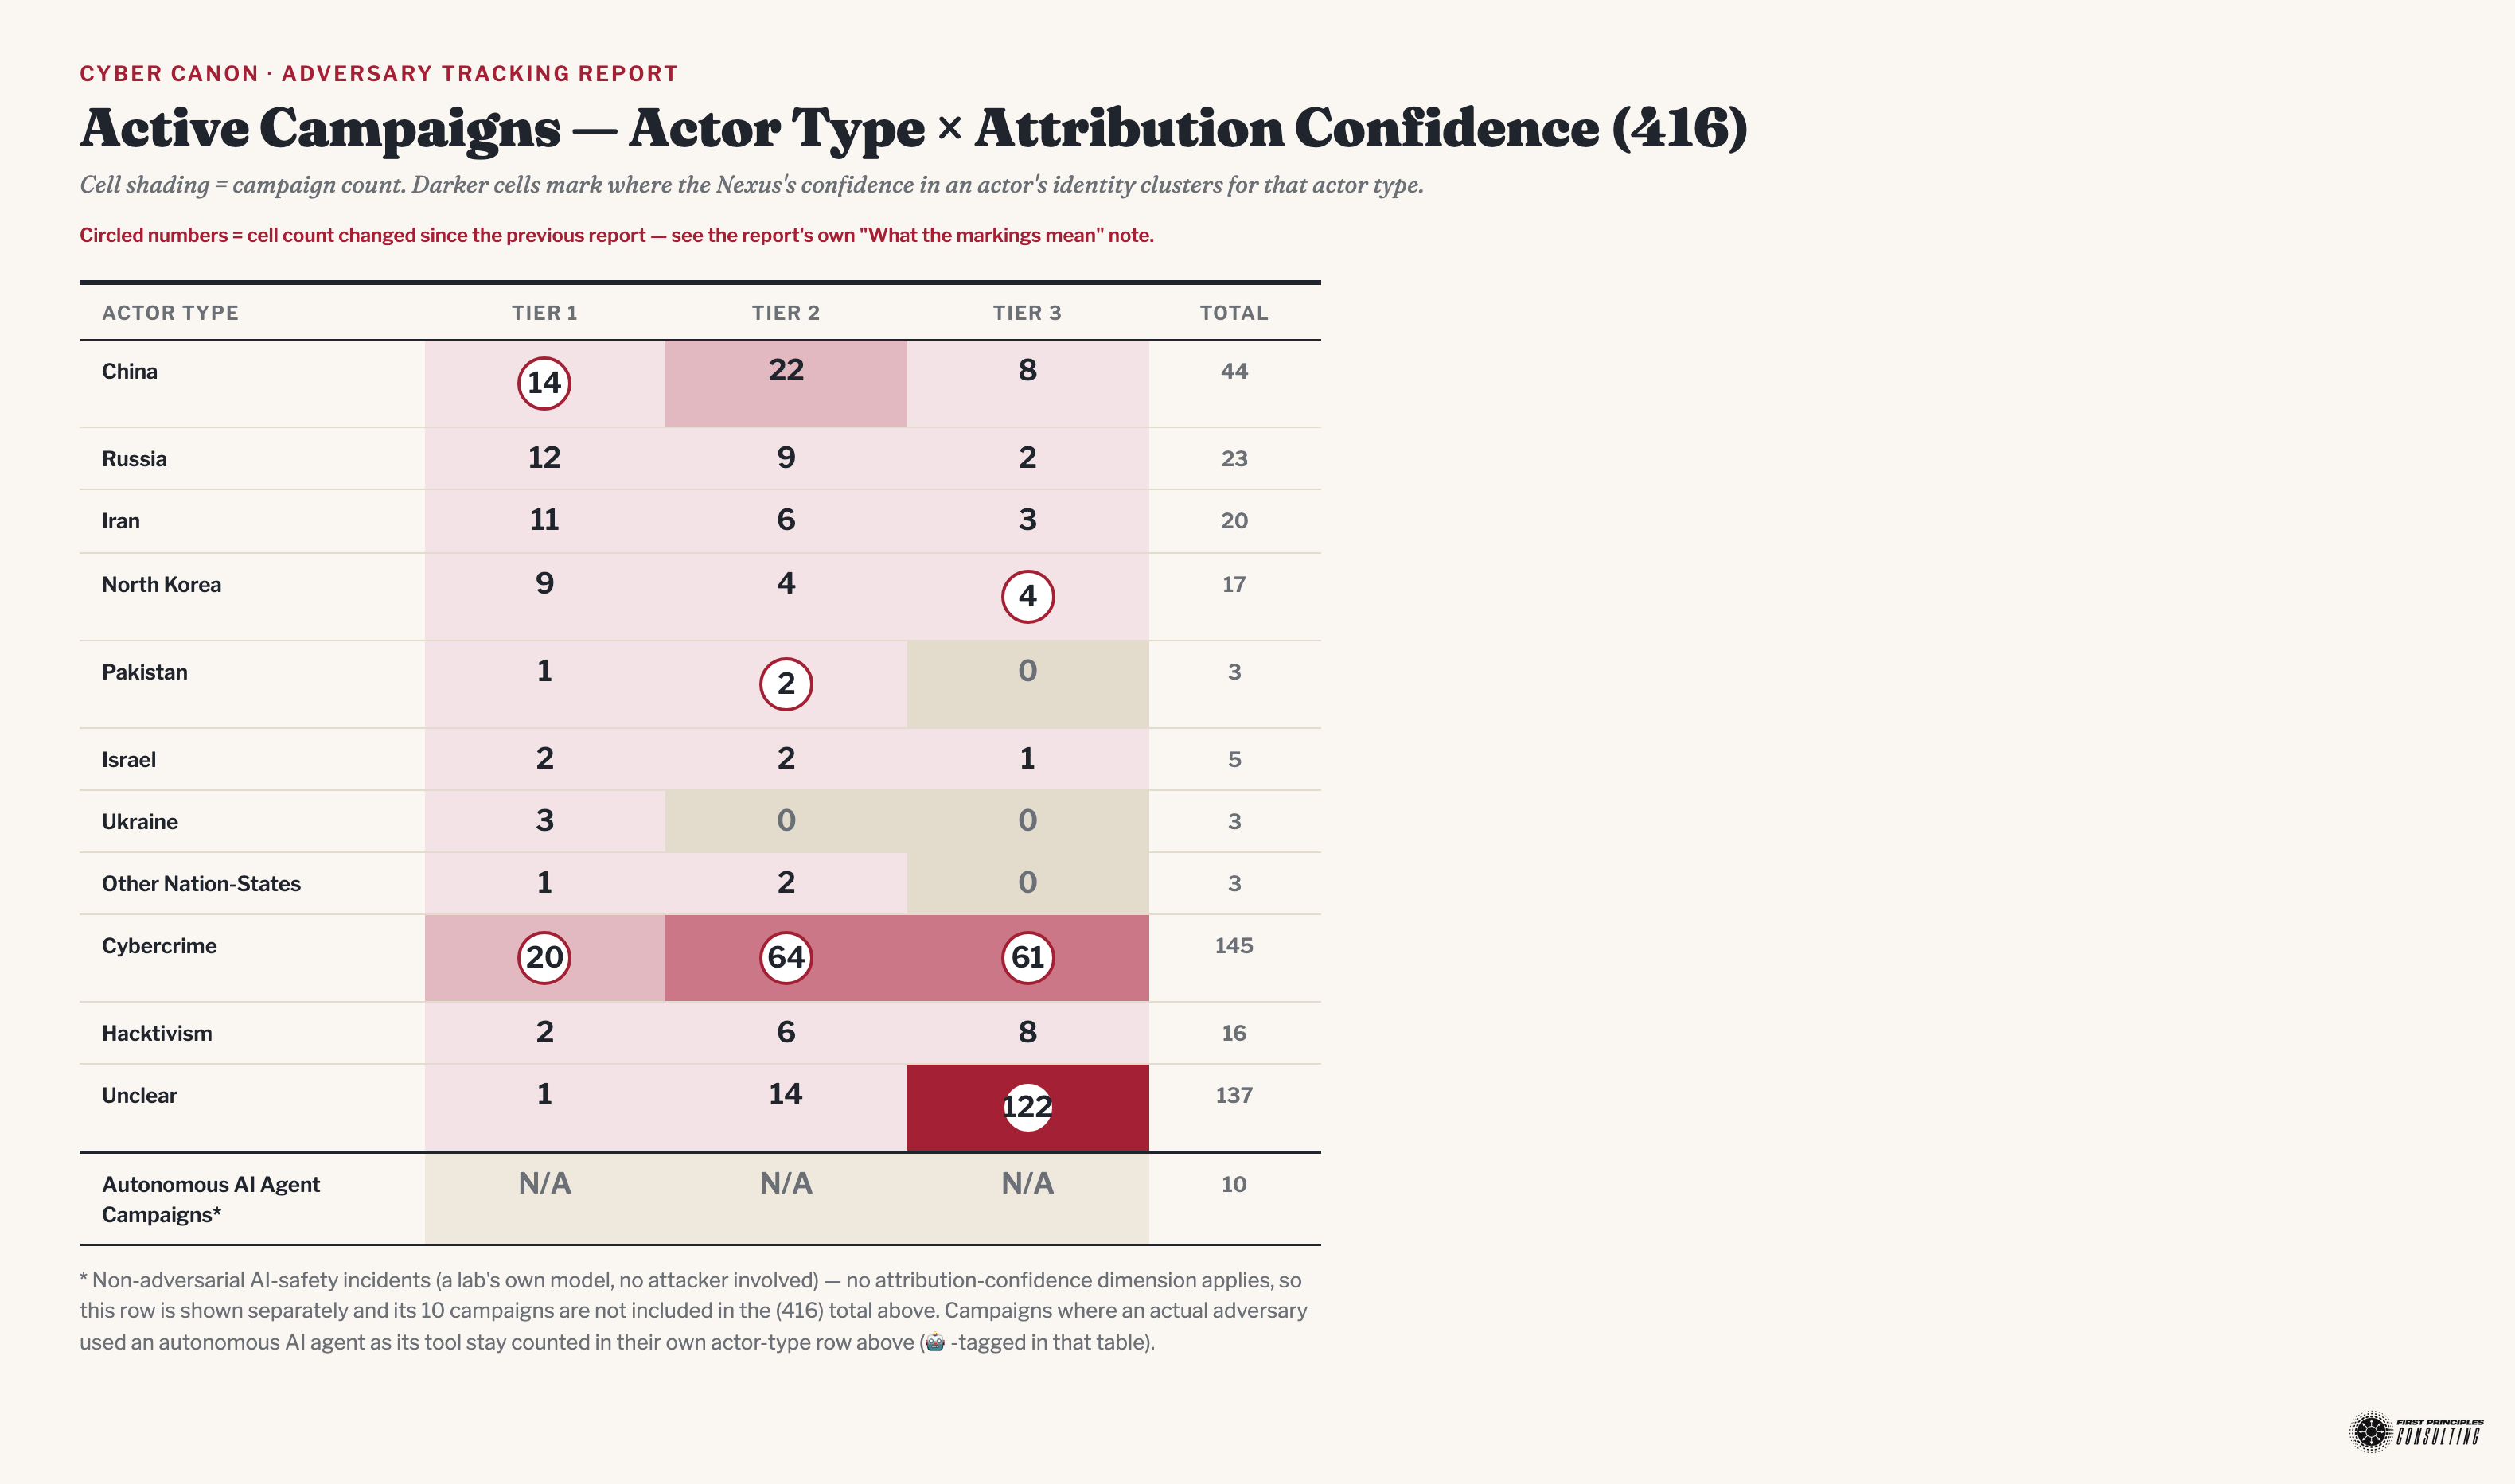 CYBER CANON · ADVERSARY TRACKING REPORT
Active Campaigns — Actor Type × Attribution Confidence (416)
Cell shading = campaign count. Darker cells mark where the Nexus's confidence in an actor's identity clusters for that actor type.
Circled numbers = cell count changed since the previous report — see the report's own "What the markings mean" note.
ACTOR TYPE TIER 1 TIER 2 TIER 3 TOTAL
China 14 22 8 44
Russia 12 9 2 23
Iran 11 6 3 20
North Korea 9 4 4 17
Pakistan 1 2 0 3
Israel 2 2 1 5
Ukraine 3 0 0 3
Other Nation-States 1 2 0 3
Cybercrime 20 64 61 145
Hacktivism 2 6 8 16
Unclear 1 14 122 137
Autonomous AI Agent N/A N/A N/A 10
Campaigns*
* Non-adversarial AI-safety incidents (a lab's own model, no attacker involved) — no attribution-confidence dimension applies, so
this row is shown separately and its 10 campaigns are not included in the (416) total above. Campaigns where an actual adversary
used an autonomous AI agent as its tool stay counted in their own actor-type row above (🤖 -tagged in that table).
FIRST PRINCIPLES
CONSULTING